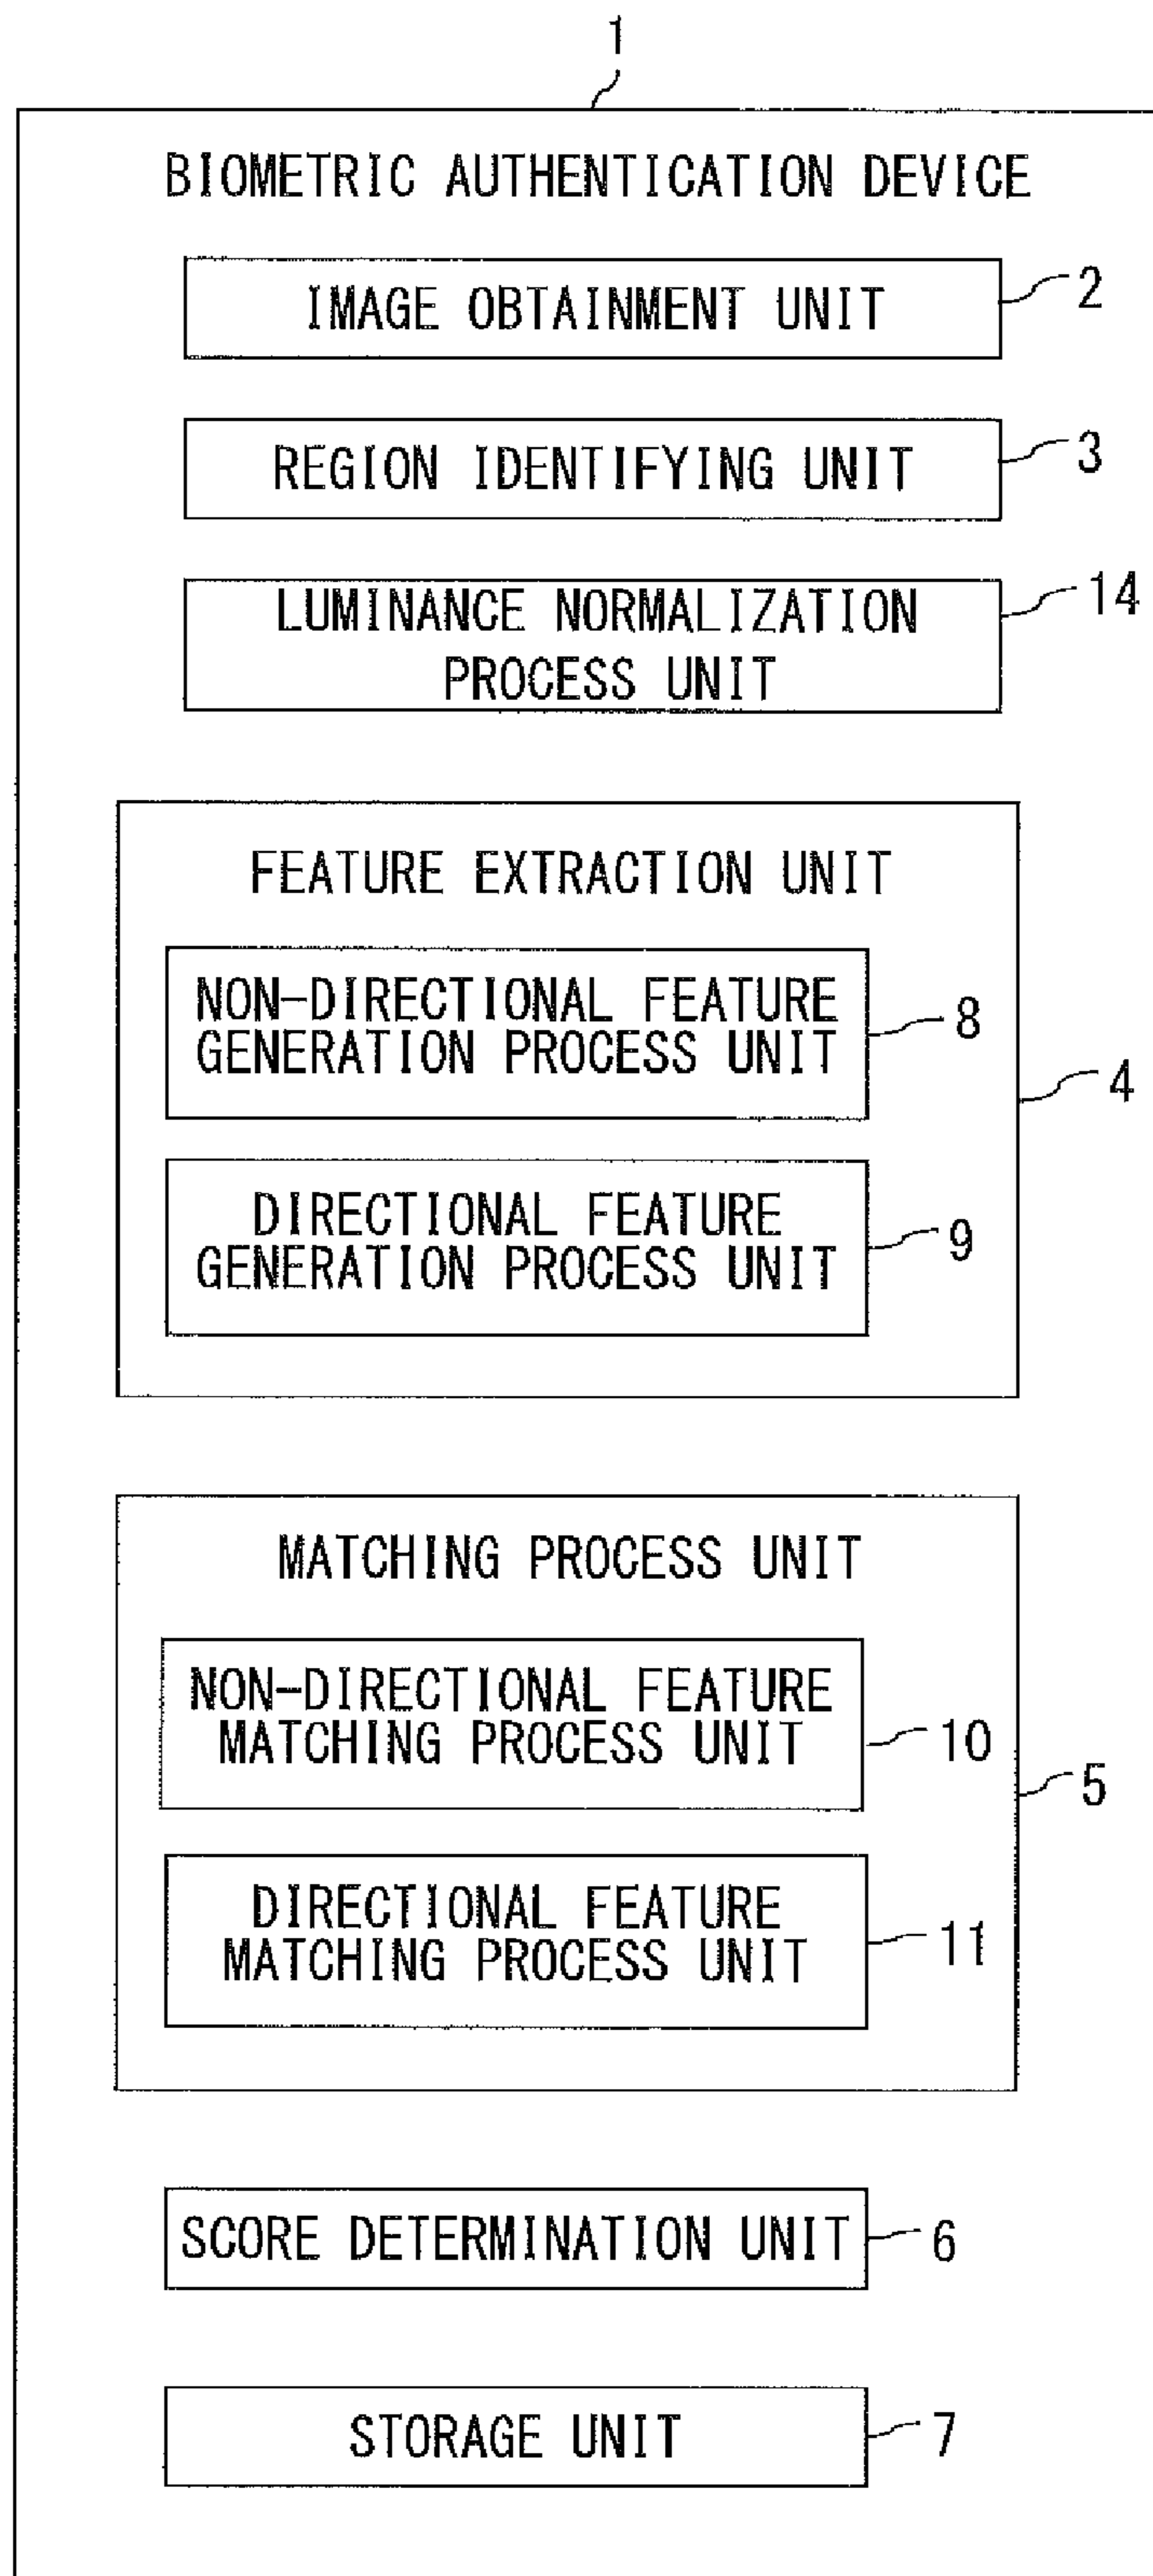 1
BIOMETRIC AUTHENTICATION DEVICE
IMAGE OBTAINMENT UNIT
2
REGION IDENTIFYING UNIT
3
LUMINANCE NORMALIZATION
PROCESS UNIT
14
FEATURE EXTRACTION UNIT
NON-DIRECTIONAL FEATURE
GENERATION PROCESS UNIT
8
4
DIRECTIONAL FEATURE
GENERATION PROCESS UNIT
9
MATCHING PROCESS UNIT
NON-DIRECTIONAL FEATURE
MATCHING PROCESS UNIT
10
5
DIRECTIONAL FEATURE
MATCHING PROCESS UNIT
11
SCORE DETERMINATION UNIT
6
STORAGE UNIT
7